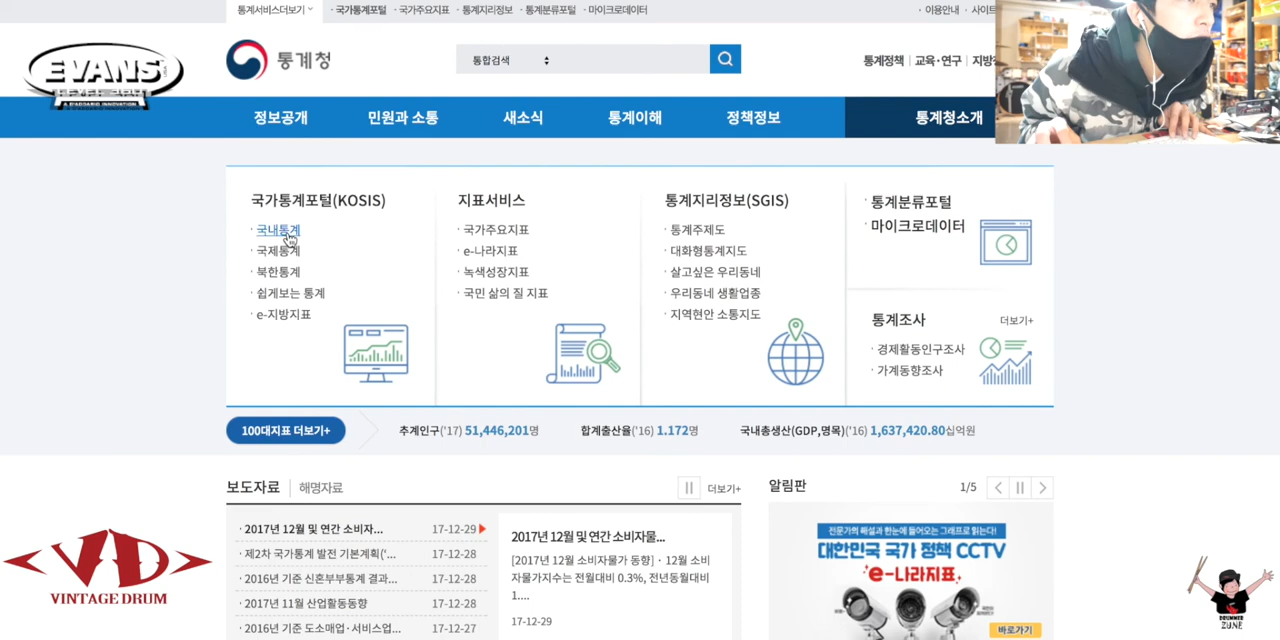 통계서비스더보기
· 국가통계포털 · 국가주요지표 · 통계지리정보 · 통계분류포털 · 마이크로데이터
· 이용안내 · 사이트
EVANS
A D'ADDARIO INNOVATION
통계청
통합검색
통계정책 | 교육·연구 | 지방
정보공개
민원과 소통
새소식
통계이해
정책정보
통계청소개
국가통계포털(KOSIS)
· 국내통계
· 국제통계
· 북한통계
· 쉽게보는 통계
· e-지방지표
지표서비스
· 국가주요지표
· e-나라지표
· 녹색성장지표
· 국민 삶의 질 지표
통계지리정보(SGIS)
· 통계주제도
· 대화형통계지도
· 살고싶은 우리동네
· 우리동네 생활업종
· 지역현안 소통지도
· 통계분류포털
· 마이크로데이터
통계조사 더보기+
· 경제활동인구조사
· 가계동향조사
100대지표 더보기+
추계인구('17) 51,446,201명
합계출산율('16) 1.172명
국내총생산(GDP,명목)('16) 1,637,420.80십억원
보도자료 | 해명자료
더보기+
· 2017년 12월 및 연간 소비자... 17-12-29
· 제2차 국가통계 발전 기본계획('... 17-12-28
· 2016년 기준 신혼부부통계 결과... 17-12-28
· 2017년 11월 산업활동동향 17-12-28
· 2016년 기준 도소매업·서비스업... 17-12-27
2017년 12월 및 연간 소비자물...
[2017년 12월 소비자물가 동향] · 12월 소비
자물가지수는 전월대비 0.3%, 전년동월대비
1....
17-12-29
알림판 1/5
전문가의 해설과 한눈에 들어오는 그래프로 읽는다!
대한민국 국가 정책 CCTV
e-나라지표
바로가기
VD
VINTAGE DRUM
DRUMMER
ZUNE